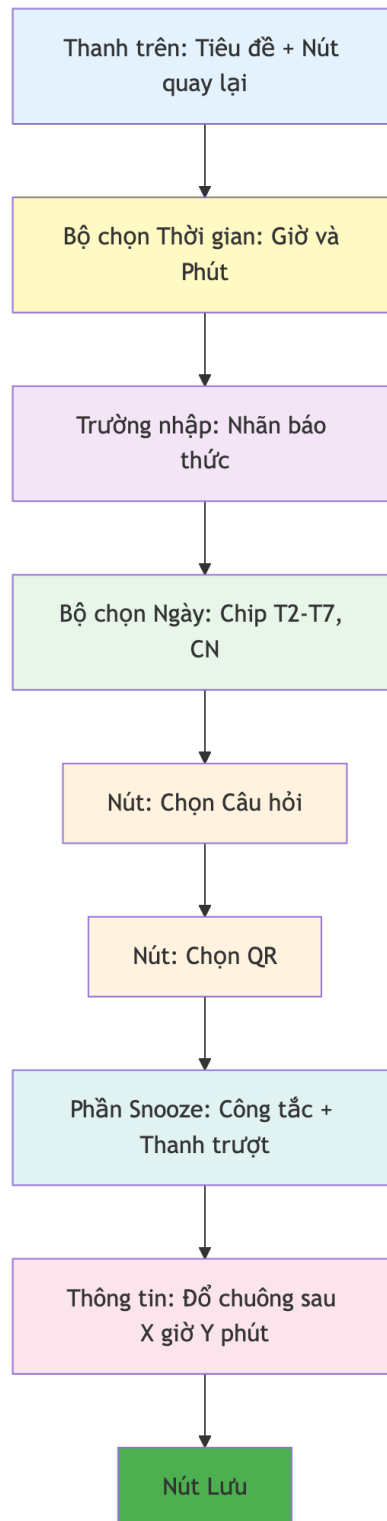 Thanh trên: Tiêu đề + Nút
quay lại
Bộ chọn Thời gian: Giờ và
Phút
Trường nhập: Nhãn báo
thức
Bộ chọn Ngày: Chip T2-T7,
CN
Nút: Chọn Câu hỏi
Nút: Chọn QR
Phần Snooze: Công tắc +
Thanh trượt
Thông tin: Đổ chuông sau
X giờ Y phút
Nút Lưu